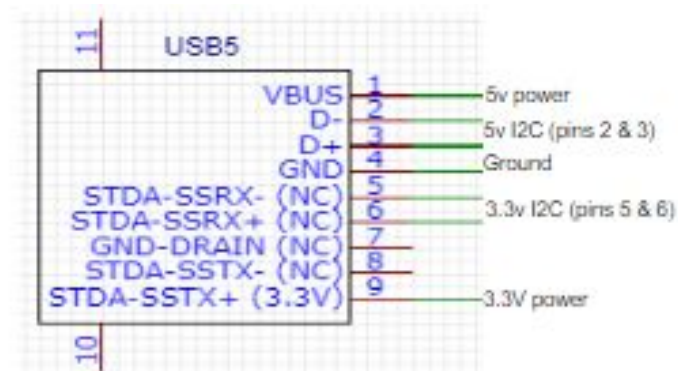 11
USB5
VBUS 1 5v power
D- 2
5v I2C (pins 2 & 3)
D+ 3
GND 4 Ground
STDA-SSRX- (NC) 5
3.3v I2C (pins 5 & 6)
STDA-SSRX+ (NC) 6
GND-DRAIN (NC) 7
STDA-SSTX- (NC) 8
STDA-SSTX+ (3.3V) 9 3.3V power
10